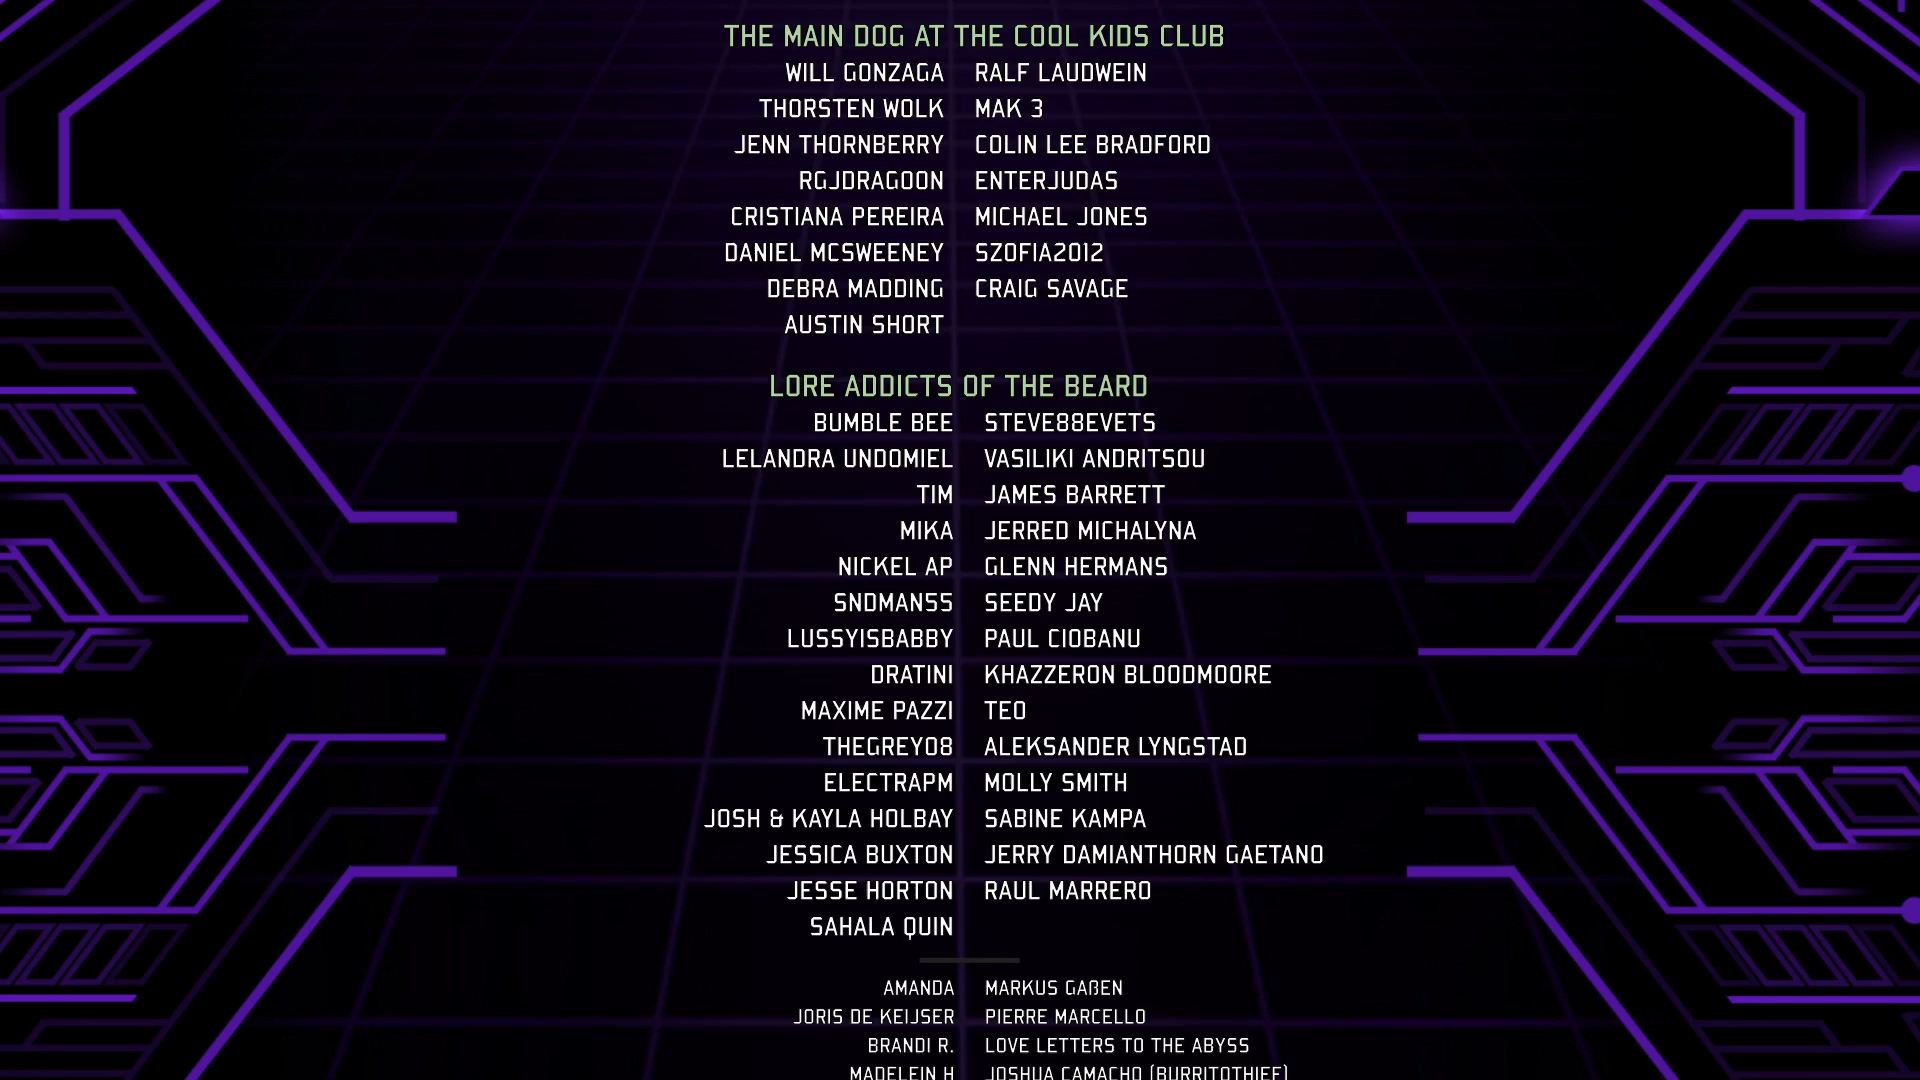 THE MAIN DOG AT THE COOL KIDS CLUB
WILL GONZAGA RALF LAUDWEIN
THORSTEN WOLK MAK 3
JENN THORNBERRY COLIN LEE BRADFORD
RGJDRAGOON ENTERJUDAS
CRISTIANA PEREIRA MICHAEL JONES
DANIEL MCSWEENEY SZOFIA2012
DEBRA MADDING CRAIG SAVAGE
AUSTIN SHORT
LORE ADDICTS OF THE BEARD
BUMBLE BEE STEVE88EVETS
LELANDRA UNDOMIEL VASILIKI ANDRITSOU
TIM JAMES BARRETT
MIKA JERRED MICHALYNA
NICKEL AP GLENN HERMANS
SNDMAN55 SEEDY JAY
LUSSYISBABBY PAUL CIOBANU
DRATINI KHAZZERON BLOODMOORE
MAXIME PAZZI TEO
THEGREY08 ALEKSANDER LYNGSTAD
ELECTRAPM MOLLY SMITH
JOSH & KAYLA HOLBAY SABINE KAMPA
JESSICA BUXTON JERRY DAMIANTHORN GAETANO
JESSE HORTON RAUL MARRERO
SAHALA QUIN
AMANDA MARKUS GAßEN
JORIS DE KEIJSER PIERRE MARCELLO
BRANDI R. LOVE LETTERS TO THE ABYSS
MADELEIN H JOSHUA CAMACHO (BURRITOTHIEF)